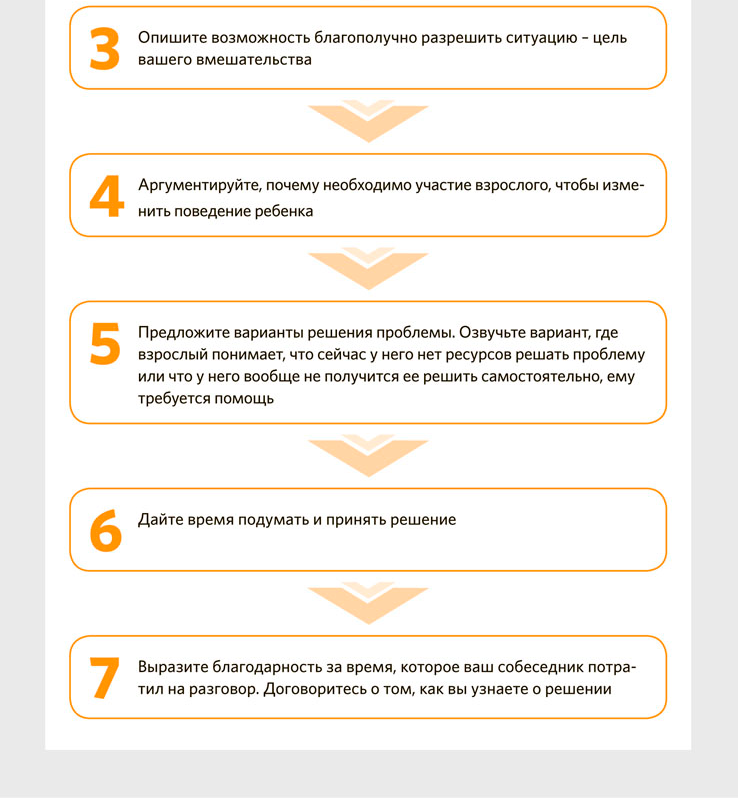 3
Опишите возможность благополучно разрешить ситуацию – цель
вашего вмешательства
4
Аргументируйте, почему необходимо участие взрослого, чтобы изме-
нить поведение ребенка
5
Предложите варианты решения проблемы. Озвучьте вариант, где
взрослый понимает, что сейчас у него нет ресурсов решать проблему
или что у него вообще не получится ее решить самостоятельно, ему
требуется помощь
6
Дайте время подумать и принять решение
7
Выразите благодарность за время, которое ваш собеседник потра-
тил на разговор. Договоритесь о том, как вы узнаете о решении